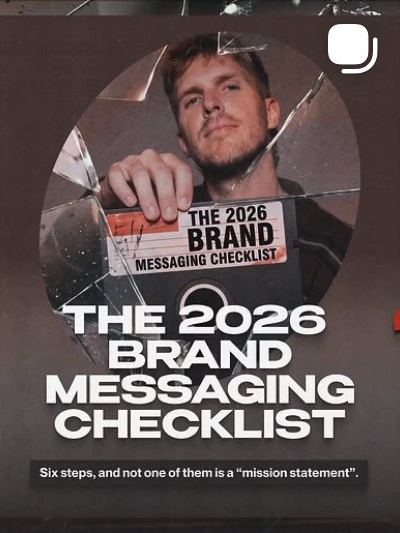 THE 2026
BRAND
MESSAGING CHECKLIST
THE 2026
BRAND
MESSAGING
CHECKLIST
Six steps, and not one of them is a “mission statement”.